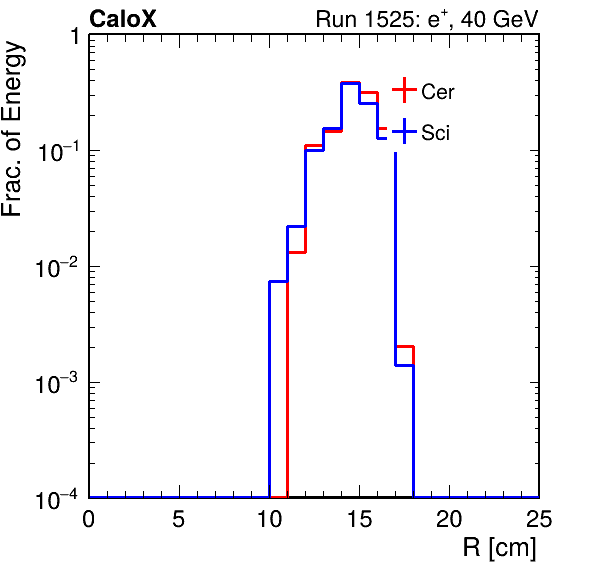 CaloX Run 1525: e⁺, 40 GeV
Frac. of Energy
1
10⁻¹
10⁻²
10⁻³
10⁻⁴
Cer
Sci
0 5 10 15 20 25
R [cm]